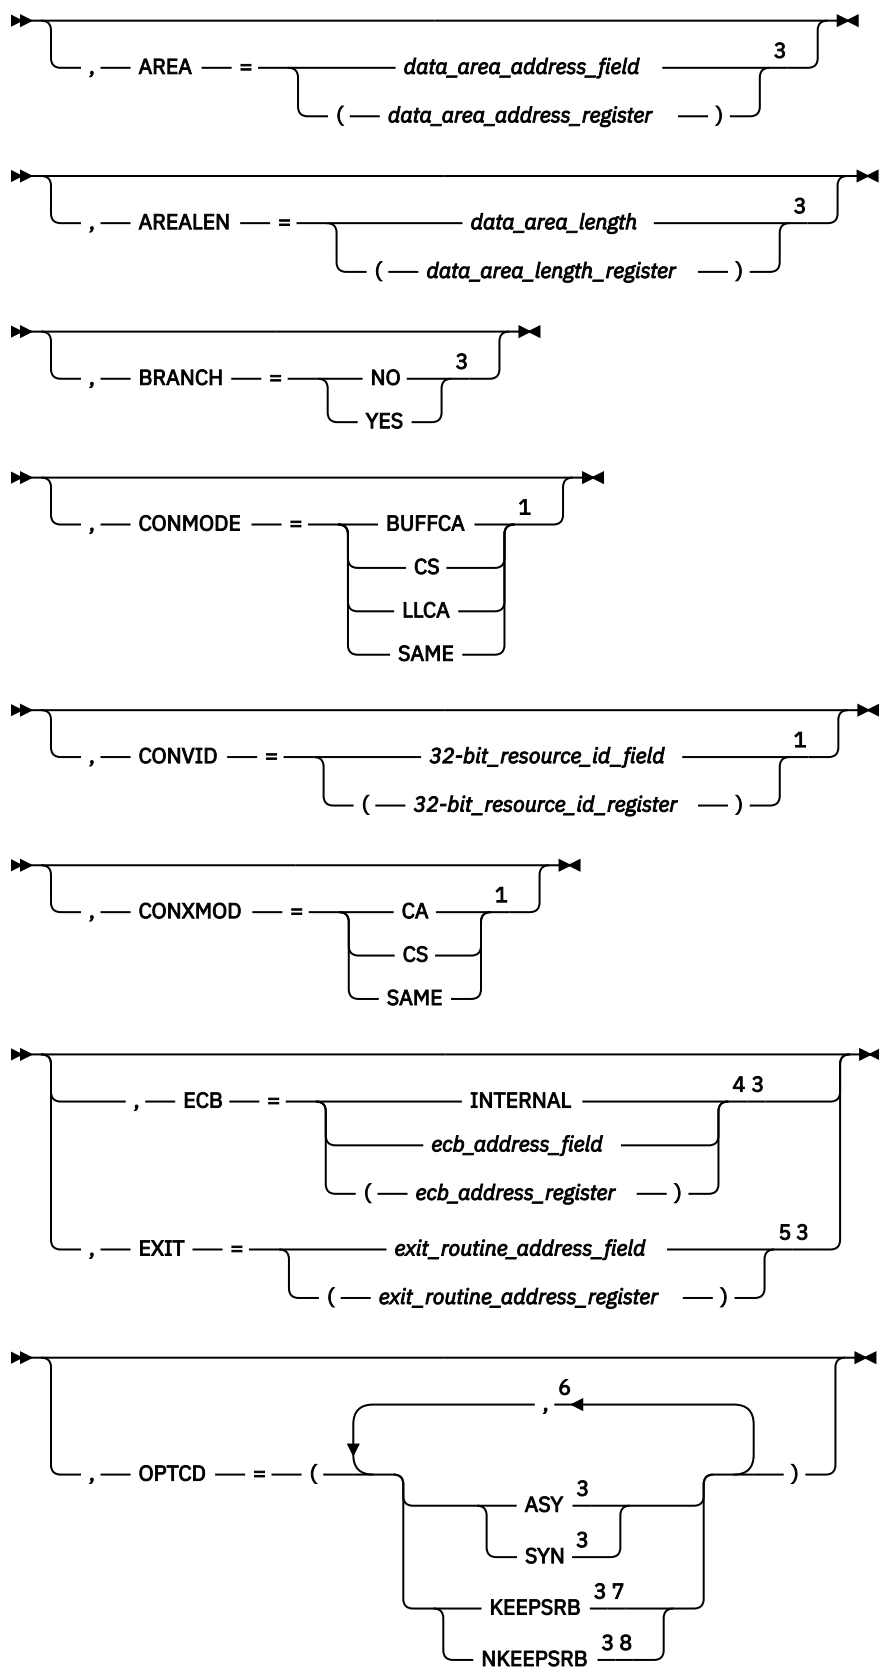 , AREA = data_area_address_field 3
( data_area_address_register )
, AREALEN = data_area_length 3
( data_area_length_register )
, BRANCH = NO 3
YES
, CONMODE = BUFFCA 1
CS
LLCA
SAME
, CONVID = 32-bit_resource_id_field 1
( 32-bit_resource_id_register )
, CONXMOD = CA 1
CS
SAME
, ECB = INTERNAL 4 3
ecb_address_field
( ecb_address_register )
, EXIT = exit_routine_address_field 5 3
( exit_routine_address_register )
, 6
, OPTCD = ( )
ASY 3
SYN 3
KEEPSRB 3 7
NKEEPSRB 3 8